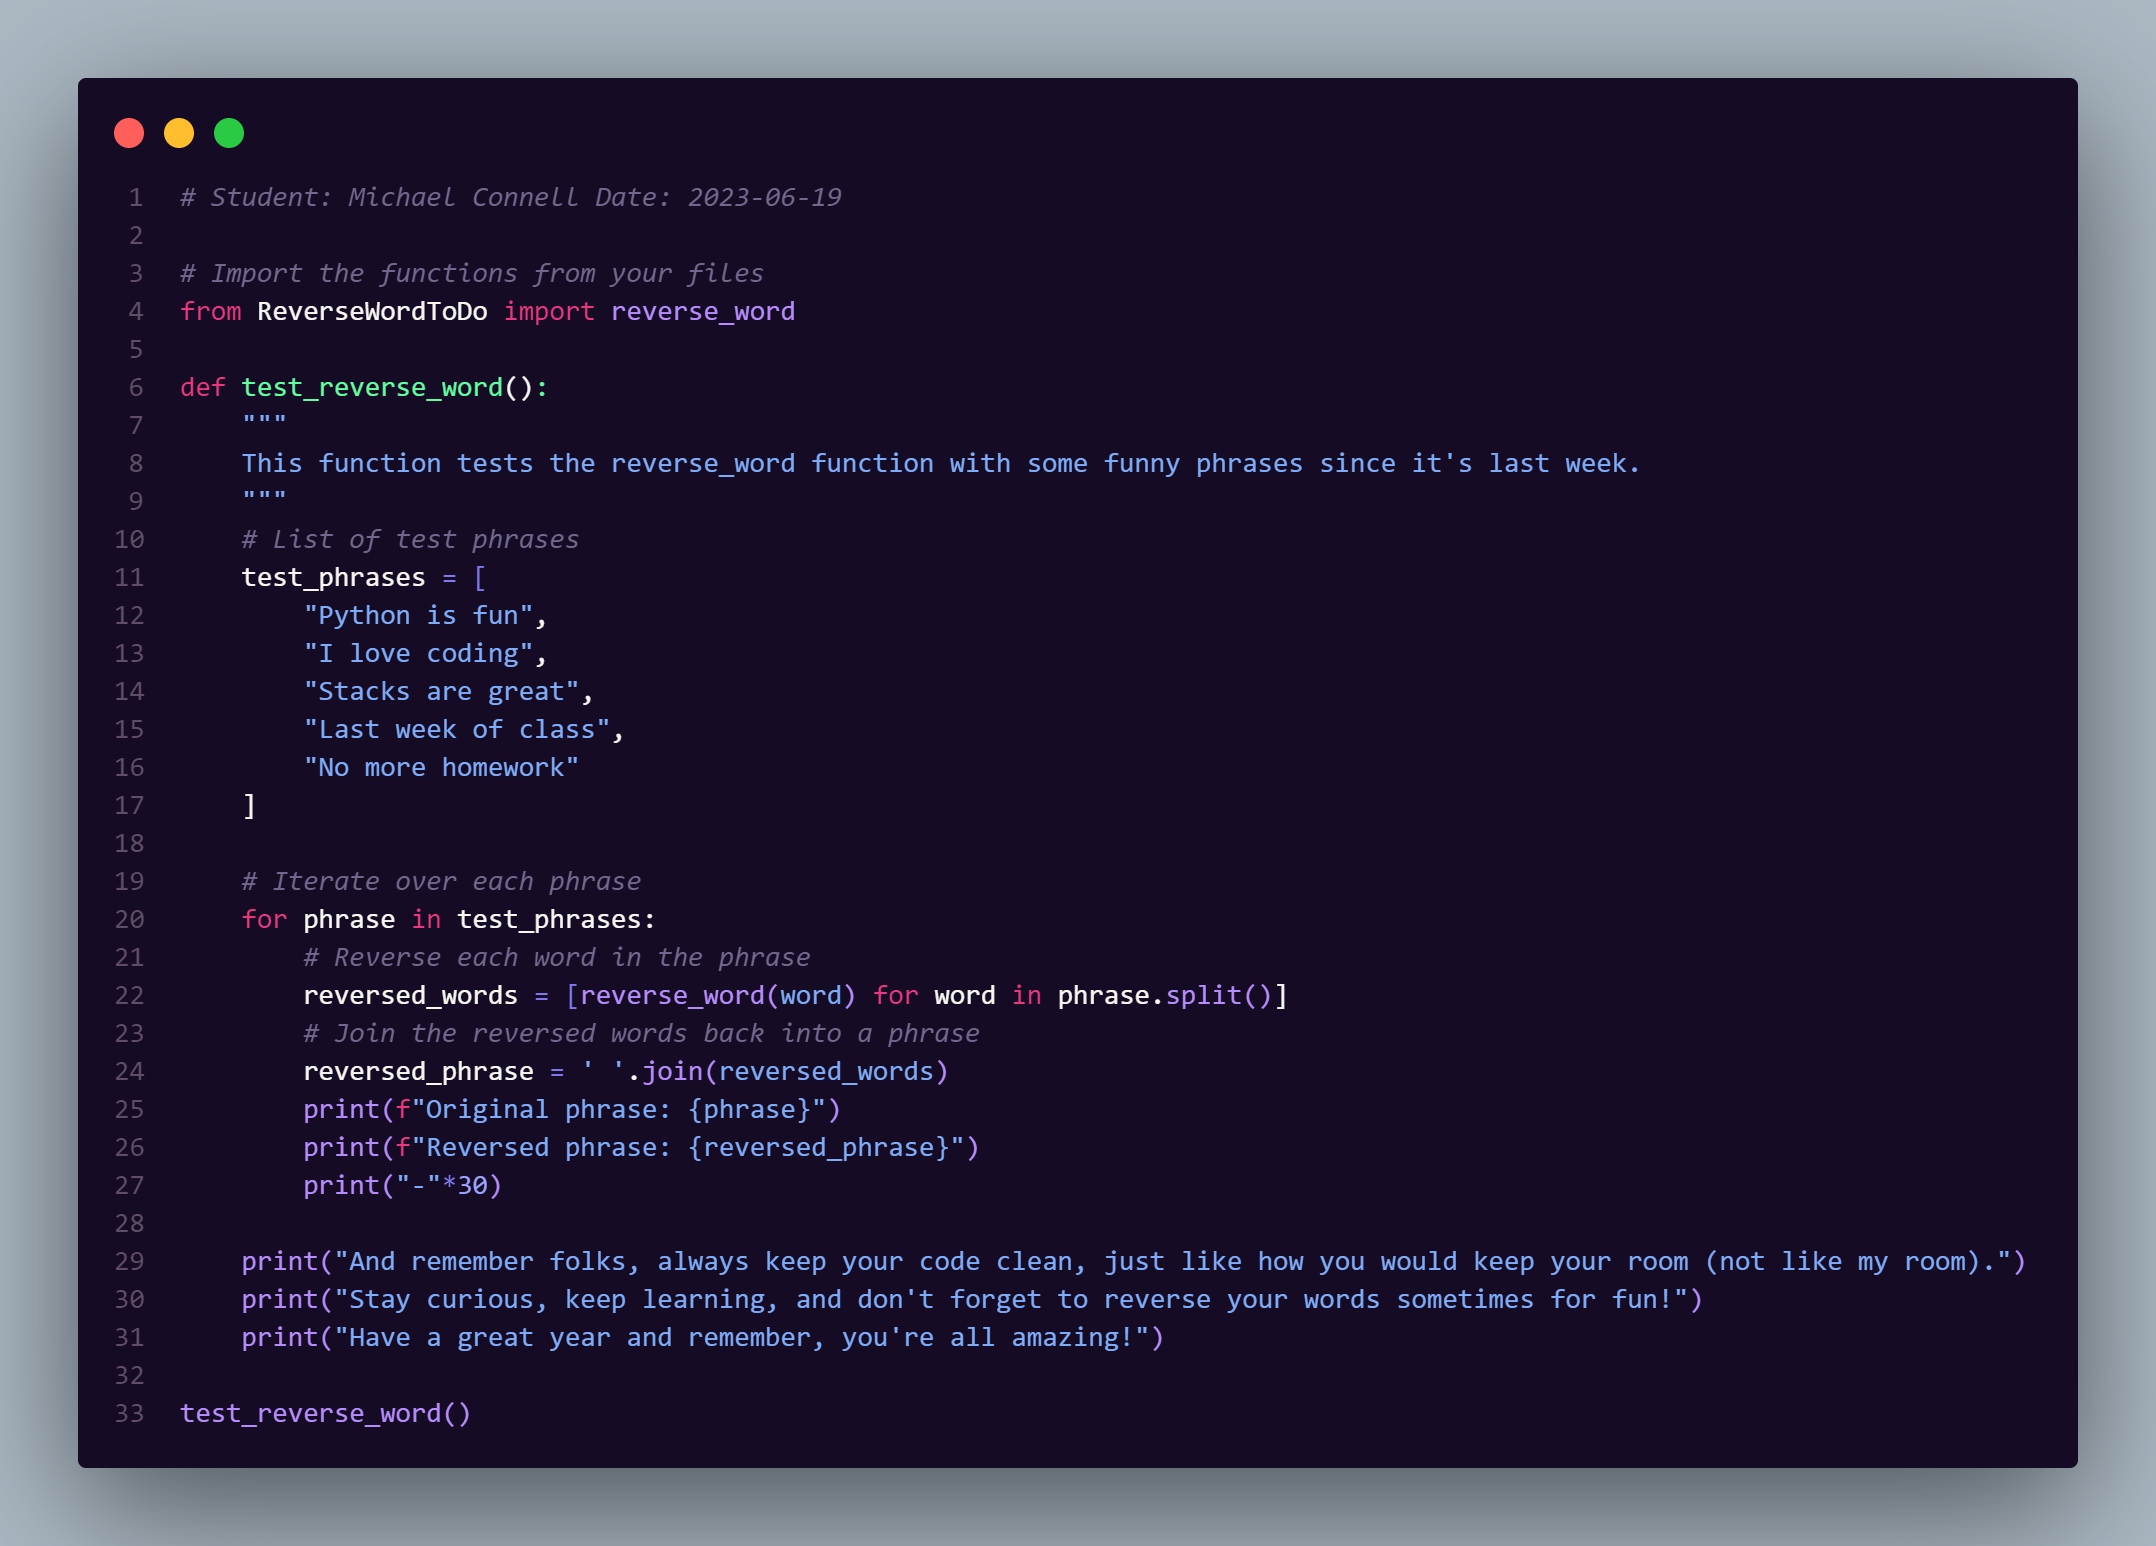 1 # Student: Michael Connell Date: 2023-06-19
2
3 # Import the functions from your files
4 from ReverseWordToDo import reverse_word
5
6 def test_reverse_word():
7     """
8     This function tests the reverse_word function with some funny phrases since it's last week.
9     """
10     # List of test phrases
11     test_phrases = [
12         "Python is fun",
13         "I love coding",
14         "Stacks are great",
15         "Last week of class",
16         "No more homework"
17     ]
18
19     # Iterate over each phrase
20     for phrase in test_phrases:
21         # Reverse each word in the phrase
22         reversed_words = [reverse_word(word) for word in phrase.split()]
23         # Join the reversed words back into a phrase
24         reversed_phrase = ' '.join(reversed_words)
25         print(f"Original phrase: {phrase}")
26         print(f"Reversed phrase: {reversed_phrase}")
27         print("-"*30)
28
29     print("And remember folks, always keep your code clean, just like how you would keep your room (not like my room).")
30     print("Stay curious, keep learning, and don't forget to reverse your words sometimes for fun!")
31     print("Have a great year and remember, you're all amazing!")
32
33 test_reverse_word()